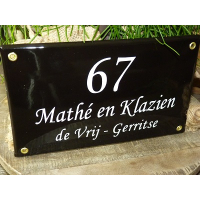 67
Mathé en Klazien
de Vrij - Gerritse